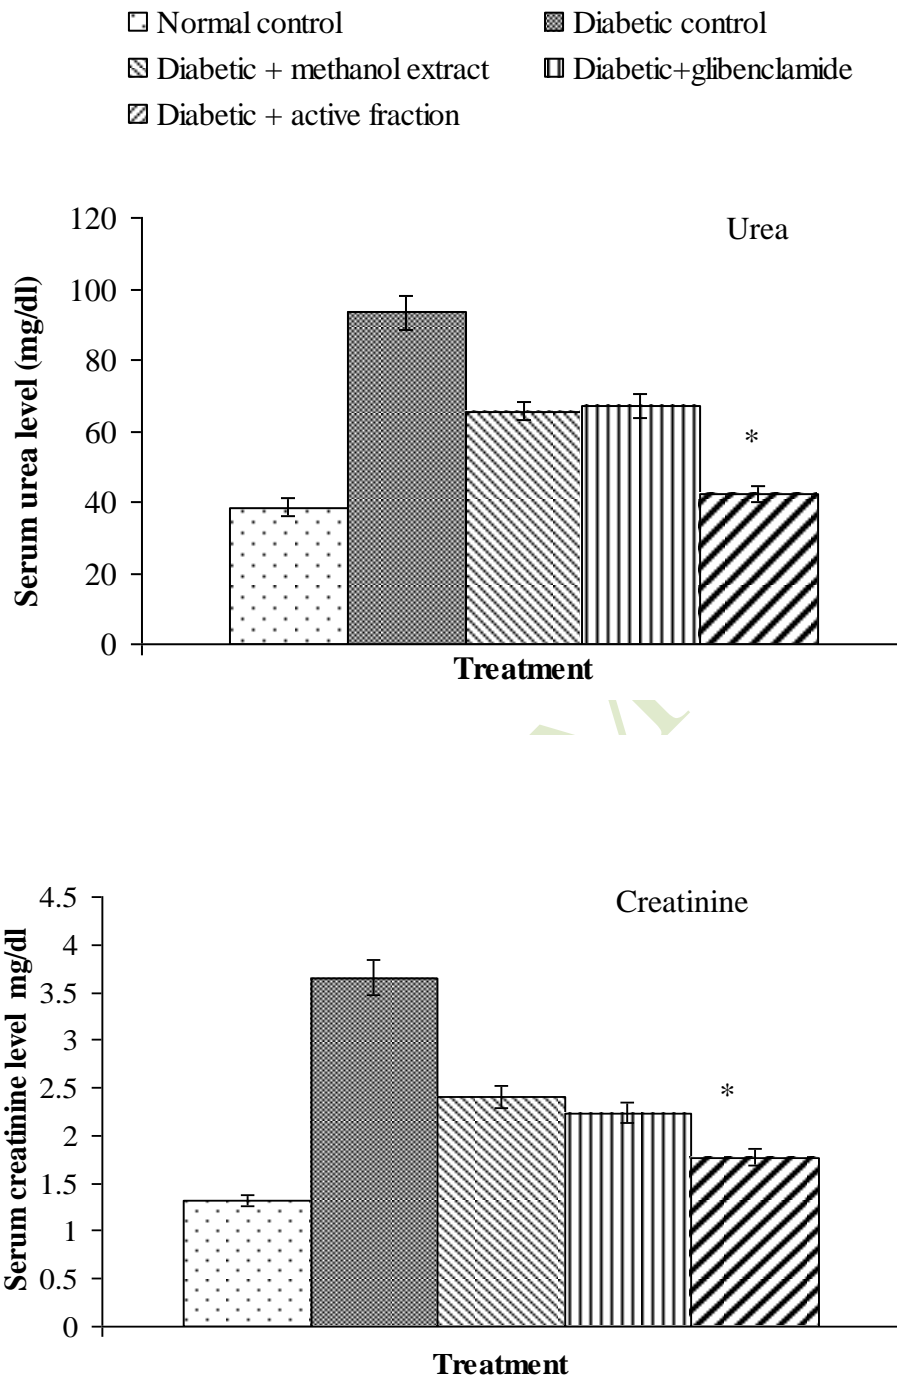 Normal control Diabetic control
Diabetic + methanol extract Diabetic+glibenclamide
Diabetic + active fraction
Urea
120
100
80
60
40
20
0
Serum urea level (mg/dl)
*
Treatment
Creatinine
4.5
4
3.5
3
2.5
2
1.5
1
0.5
0
Serum creatinine level mg/dl
*
Treatment